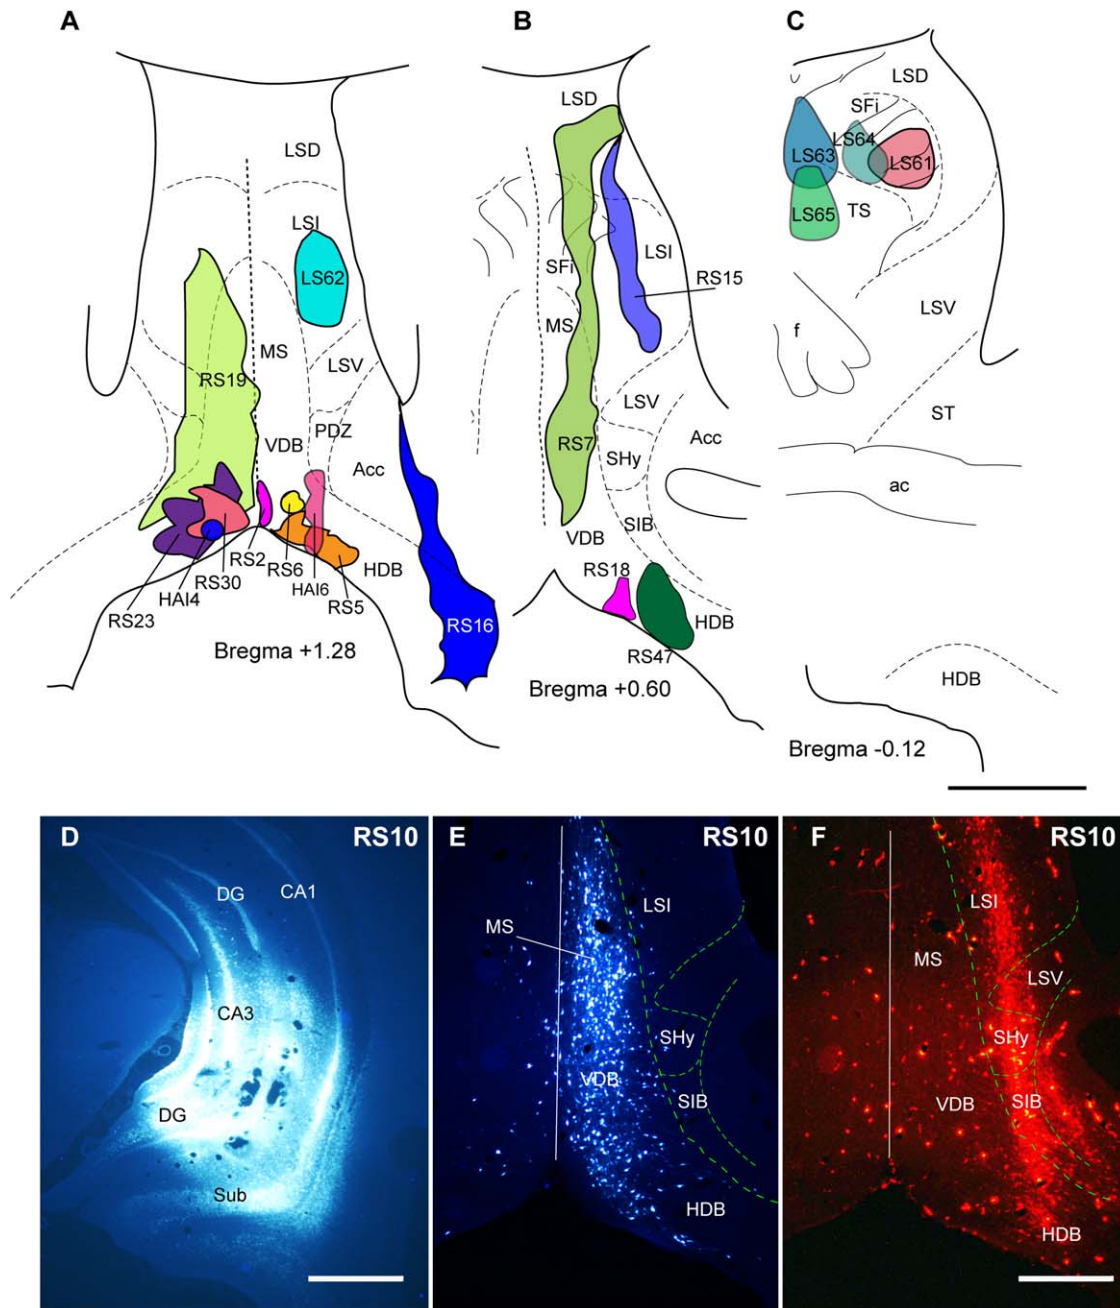 A
LSD
LSI
LS62
MS
RS19
LSV
PDZ
VDB
Acc
RS2
RS6
HDB
RS30
HAI6
HAI4
RS5
RS23
RS16
Bregma +1.28
B
LSD
SFi
LSI
RS15
MS
LSV
RS7
SHy
Acc
SIB
VDB
RS18
HDB
RS47
Bregma +0.60
C
LSD
SFi
LS64
LS63
LS61
LS65
TS
LSV
f
ST
ac
HDB
Bregma -0.12
D
RS10
DG
CA1
CA3
DG
Sub
E
RS10
LSI
MS
SHy
VDB
SIB
HDB
F
RS10
LSI
MS
LSV
SHy
VDB
SIB
HDB